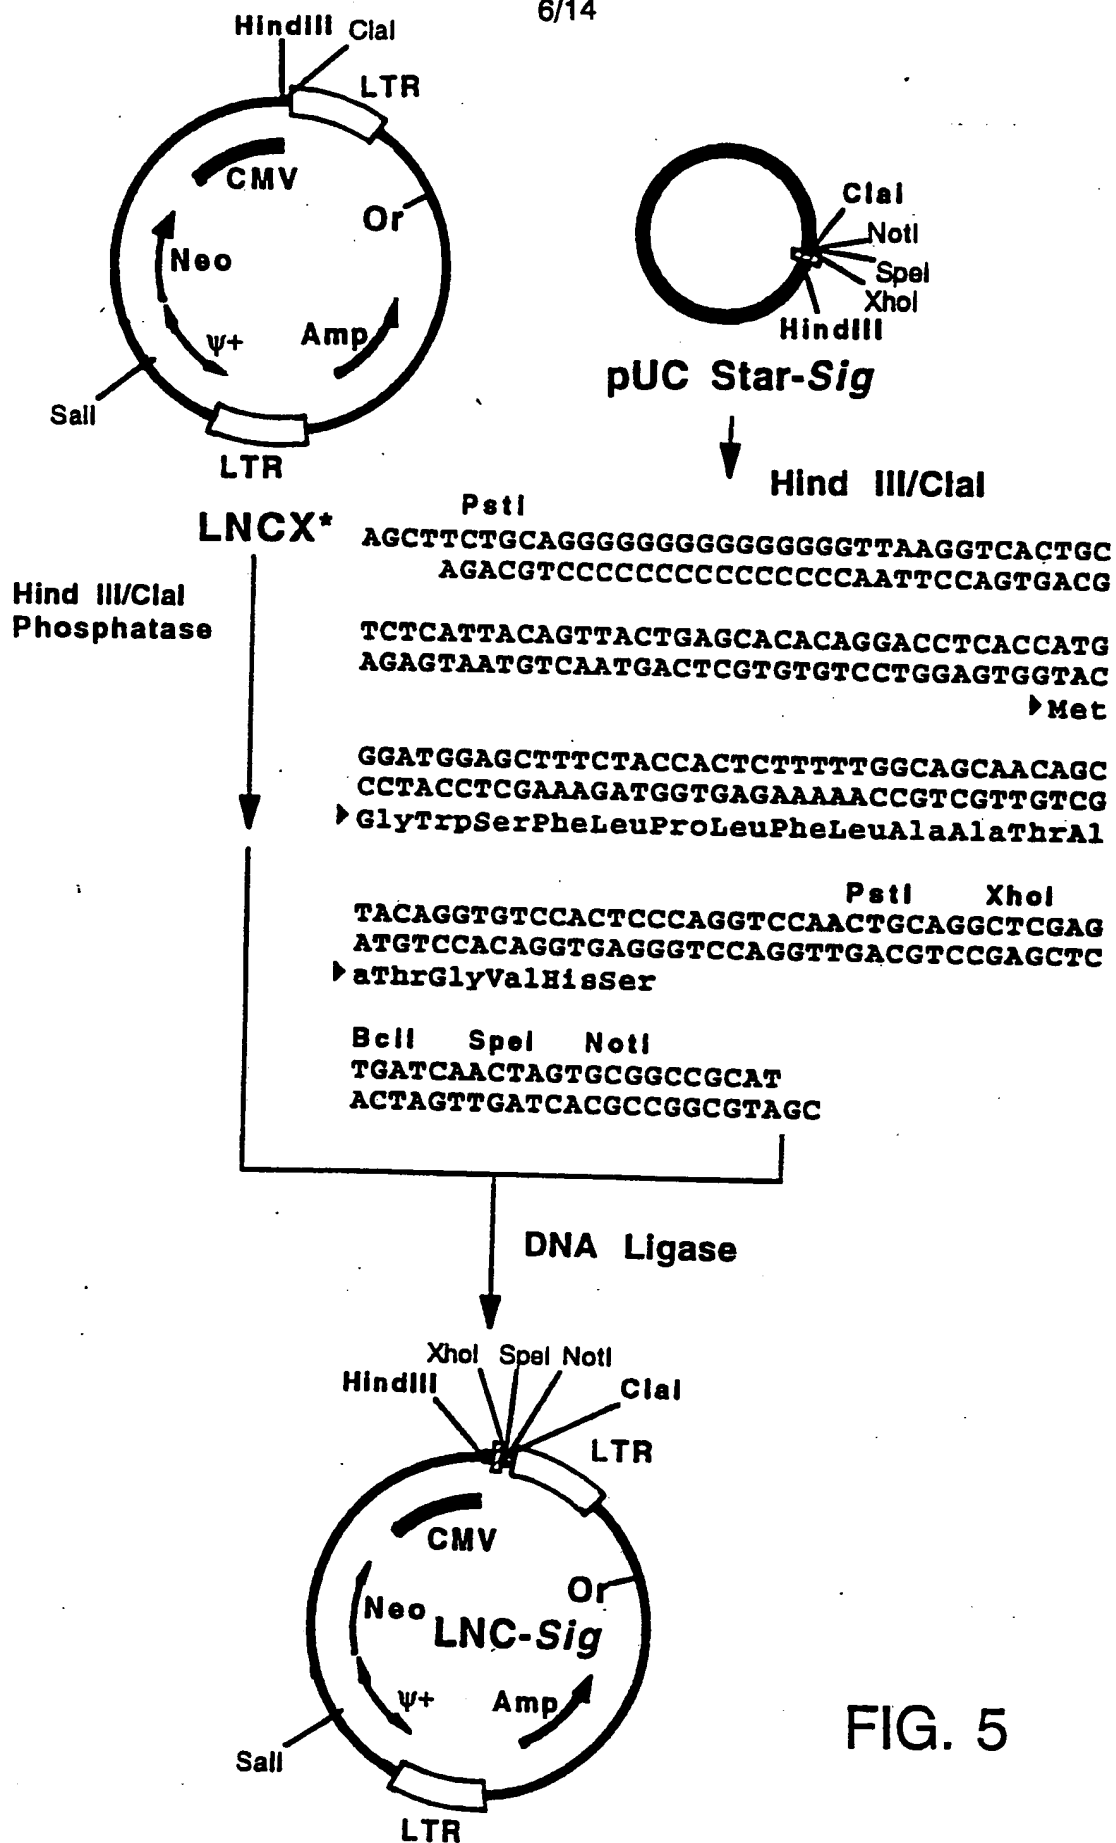 6/14
HindIII ClaI
LTR
CMV
Or
Neo
Amp
ψ+
SalI
LTR
LNCX*
ClaI
NotI
SpeI
XhoI
HindIII
pUC Star-Sig
Hind III/ClaI
Hind III/ClaI
Phosphatase
PstI
AGCTTCTGCAGGGGGGGGGGGGGGGTTAAGGTCACTGC
AGACGTCCCCCCCCCCCCCCCAATTCCAGTGACG
TCTCATTACAGTTACTGAGCACACAGGACCTCACCATG
AGAGTAATGTCAATGACTCGTGTGTCCTGGAGTGGTAC
Met
GGATGGAGCTTTCTACCACTCTTTTTGGCAGCAACAGC
CCTACCTCGAAAGATGGTGAGAAAAACCGTCGTTGTCG
GlyTrpSerPheLeuProLeuPheLeuAlaAlaThrAl
PstI XhoI
TACAGGTGTCCACTCCCAGGTCCAACTGCAGGCTCGAG
ATGTCCACAGGTGAGGGTCCAGGTTGACGTCCGAGCTC
aThrGlyValHisSer
BclI SpeI NotI
TGATCAACTAGTGCGGCCGCAT
ACTAGTTGATCACGCCGGCGTAGC
DNA Ligase
XhoI SpeI NotI
HindIII ClaI
LTR
CMV
Or
Neo
LNC-Sig
ψ+
Amp
SalI
LTR
FIG. 5